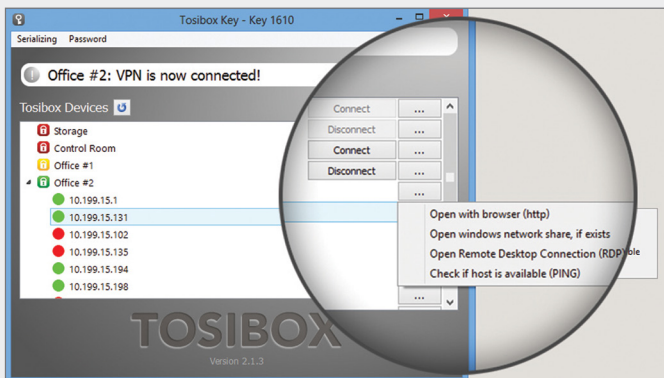 Tosibox Key - Key 1610
Serializing Password
Office #2: VPN is now connected!
Tosibox Devices
Storage
Connect ...
Control Room
Disconnect ...
Office #1
Connect ...
Office #2
Disconnect ...
10.199.15.1
...
10.199.15.131
10.199.15.102
10.199.15.135
10.199.15.194
10.199.15.198
...
Open with browser (http)
Open windows network share, if exists
Open Remote Desktop Connection (RDP)
Check if host is available (PING)
TOSIBOX
Version 2.1.3